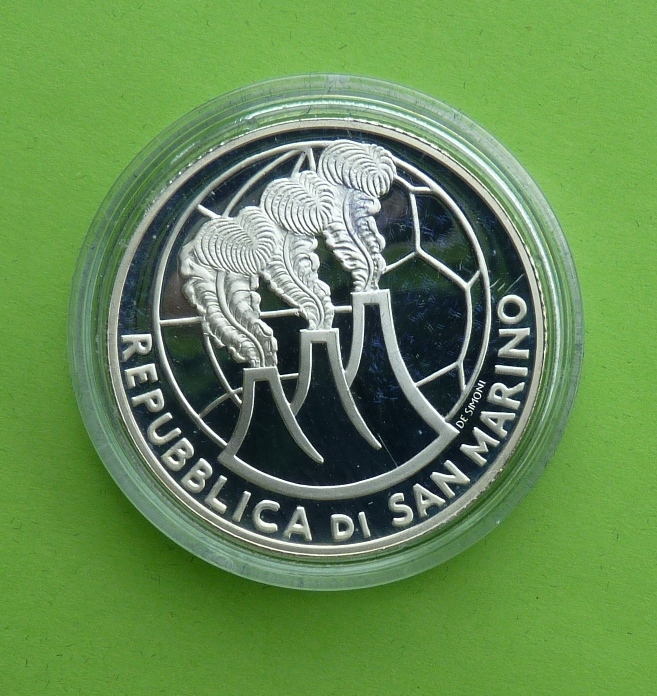 REPUBBLICA DI SAN MARINO
DE SIMONI